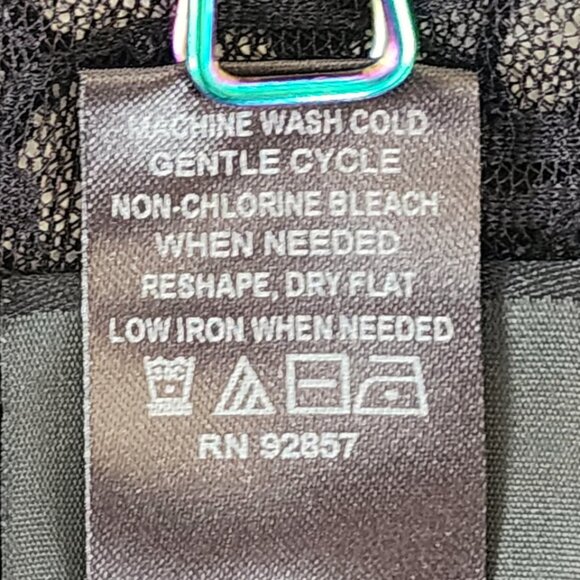 MACHINE WASH COLD
GENTLE CYCLE
NON-CHLORINE BLEACH
WHEN NEEDED
RESHAPE, DRY FLAT
LOW IRON WHEN NEEDED
RN 92857